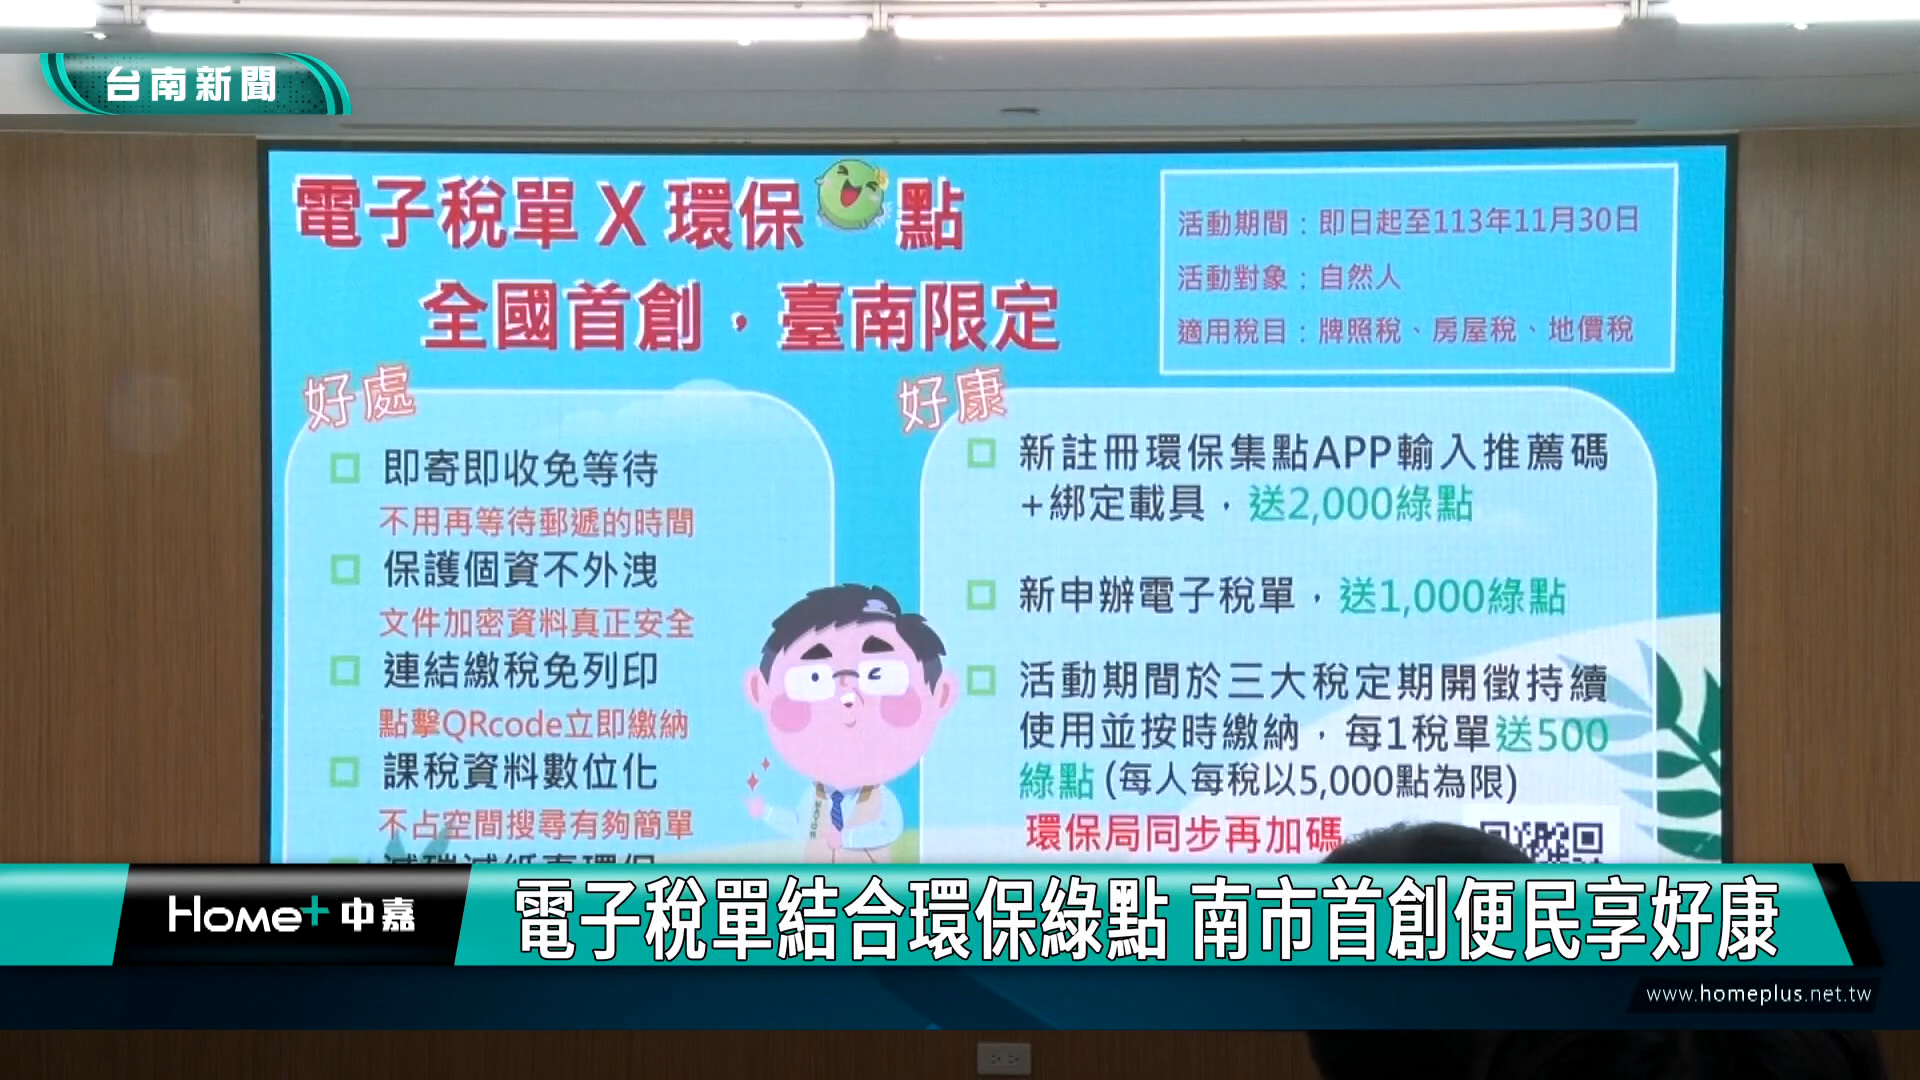 台南新聞
電子稅單X環保點
全國首創，臺南限定
活動期間：即日起至113年11月30日
活動對象：自然人
適用稅目：牌照稅、房屋稅、地價稅
好處
即寄即收免等待
不用再等待郵遞的時間
保護個資不外洩
文件加密資料真正安全
連結繳稅免列印
點擊QRcode立即繳納
課稅資料數位化
不占空間搜尋有夠簡單
減碳減紙真環保
好康
新註冊環保集點APP輸入推薦碼
+綁定載具，送2,000綠點
新申辦電子稅單，送1,000綠點
活動期間於三大稅定期開徵持續
使用並按時繳納，每1稅單送500
綠點(每人每稅以5,000點為限)
環保局同步再加碼
Home+中嘉
電子稅單結合環保綠點 南市首創便民享好康
www.homeplus.net.tw